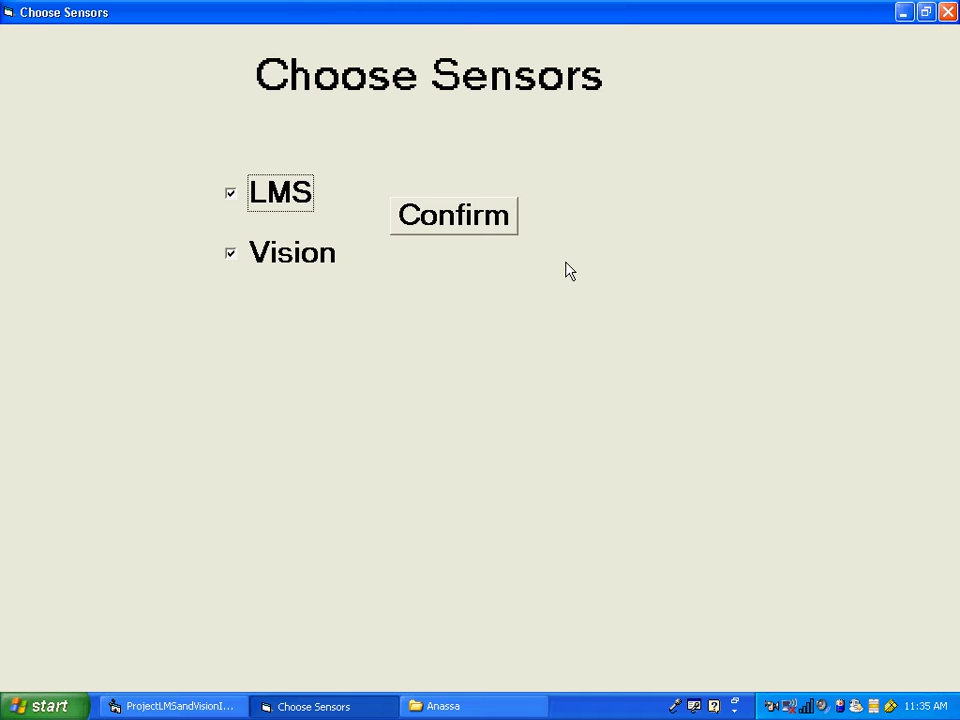 Choose Sensors
Choose Sensors
LMS
Confirm
Vision
start
ProjectLMSandVisionI...
Choose Sensors
Anassa
11:35 AM